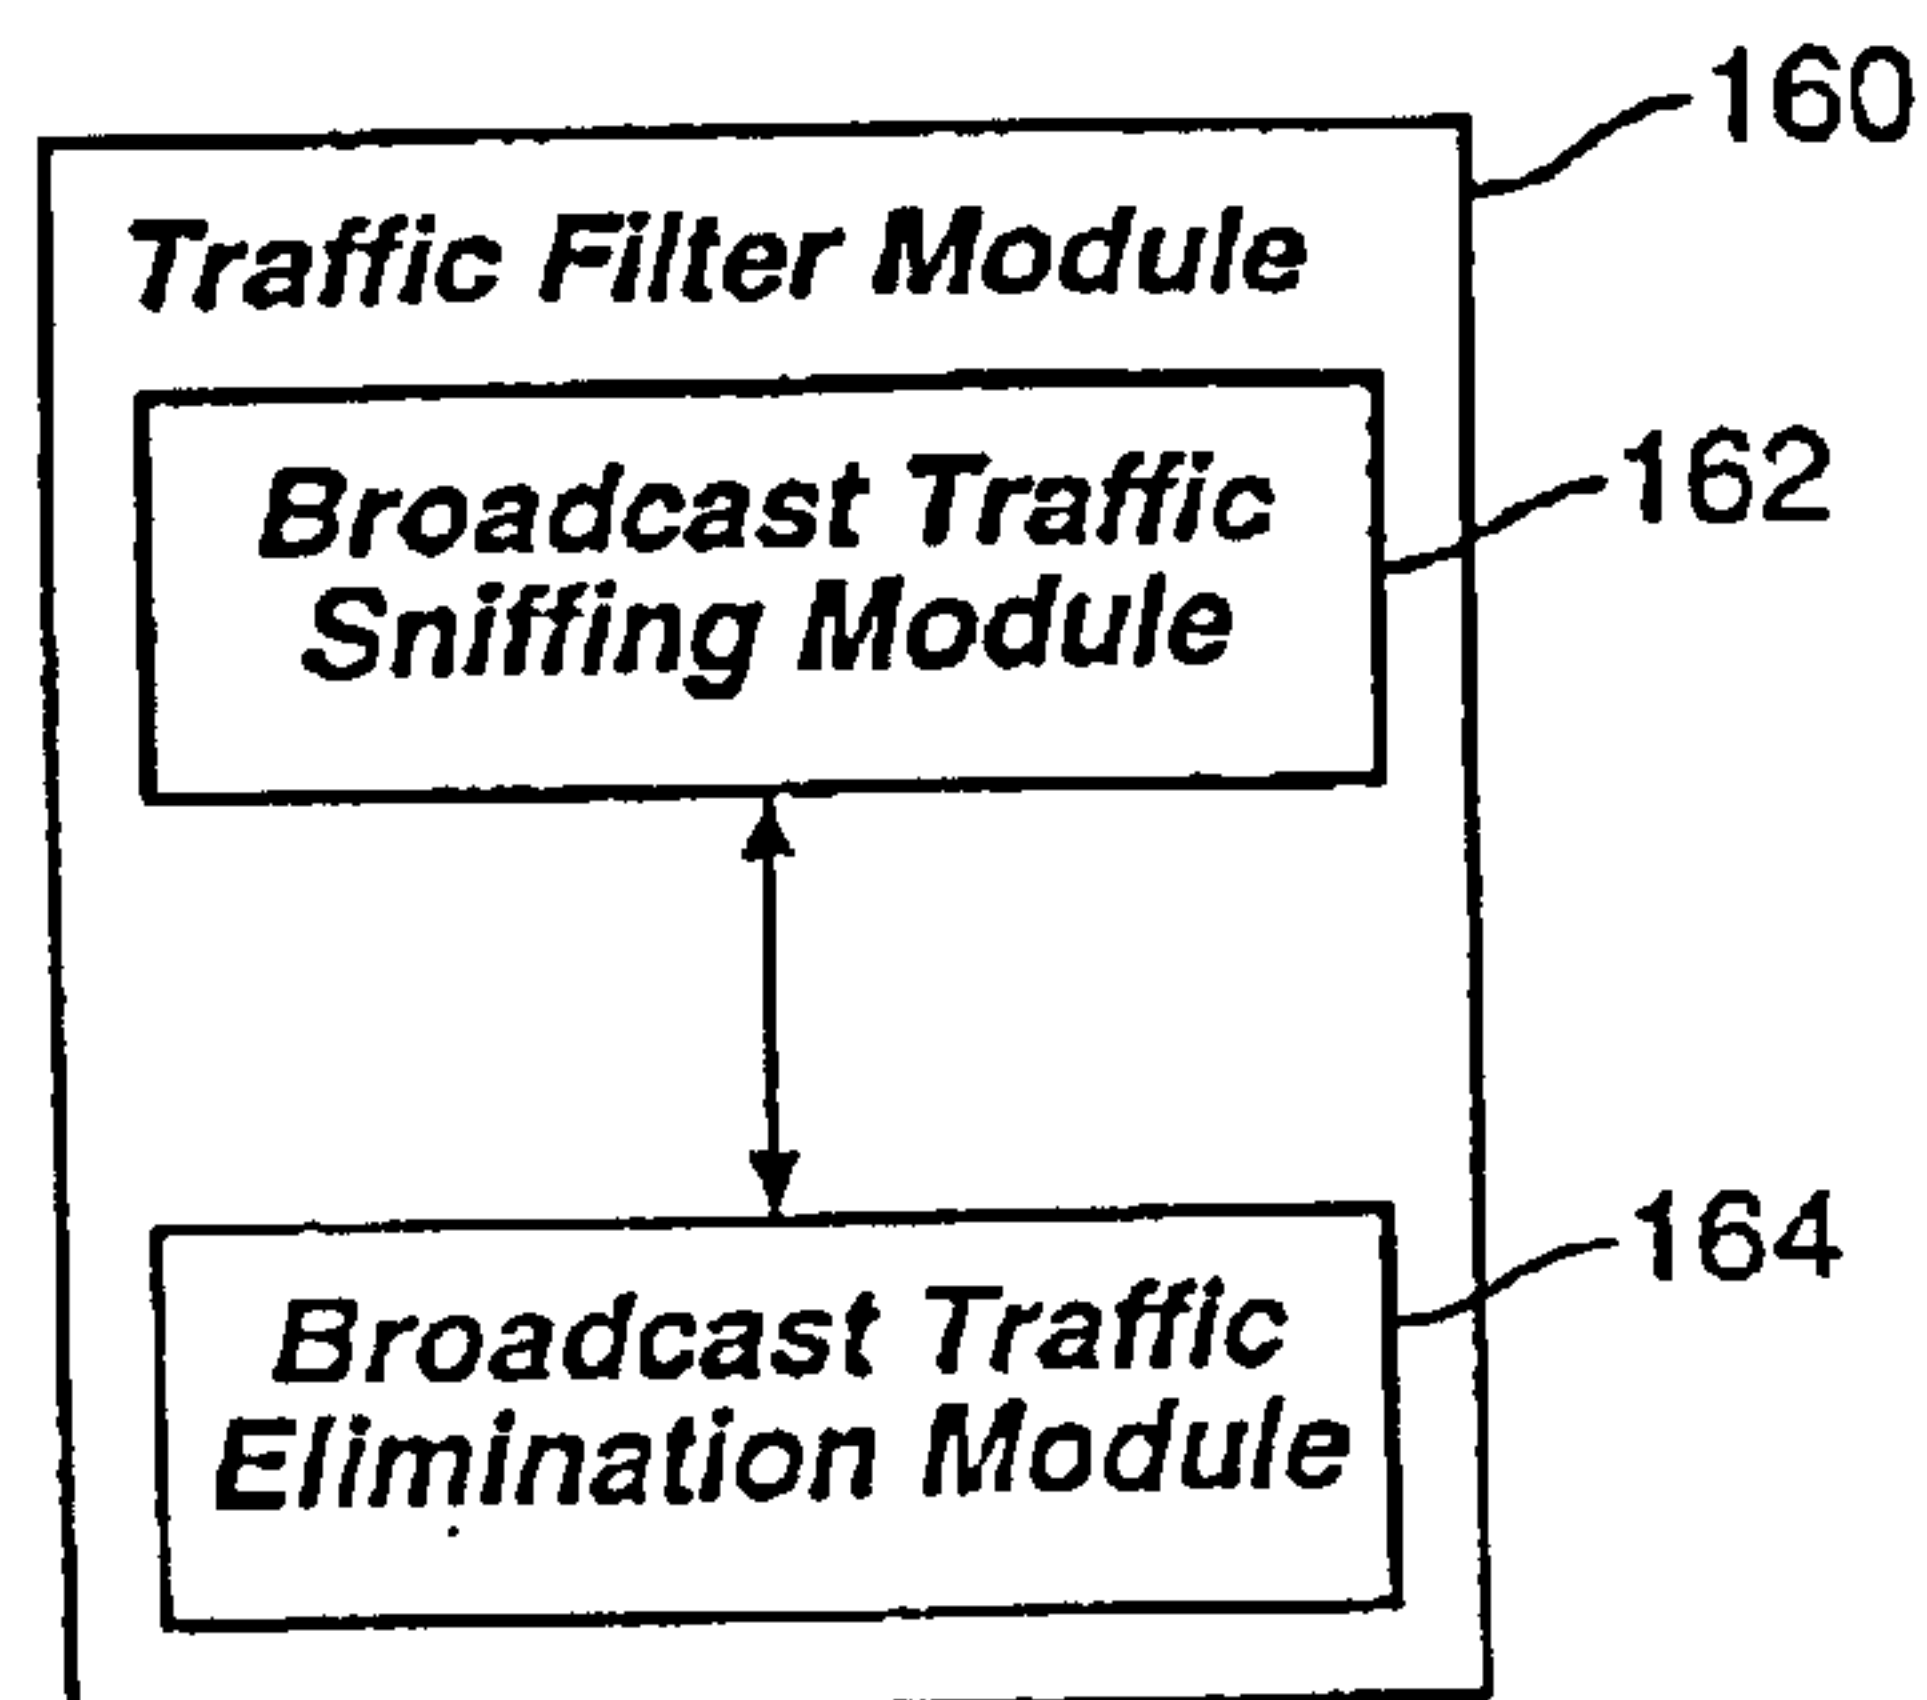 160
Traffic Filter Module
Broadcast Traffic
Sniffing Module
162
164
Broadcast Traffic
Elimination Module